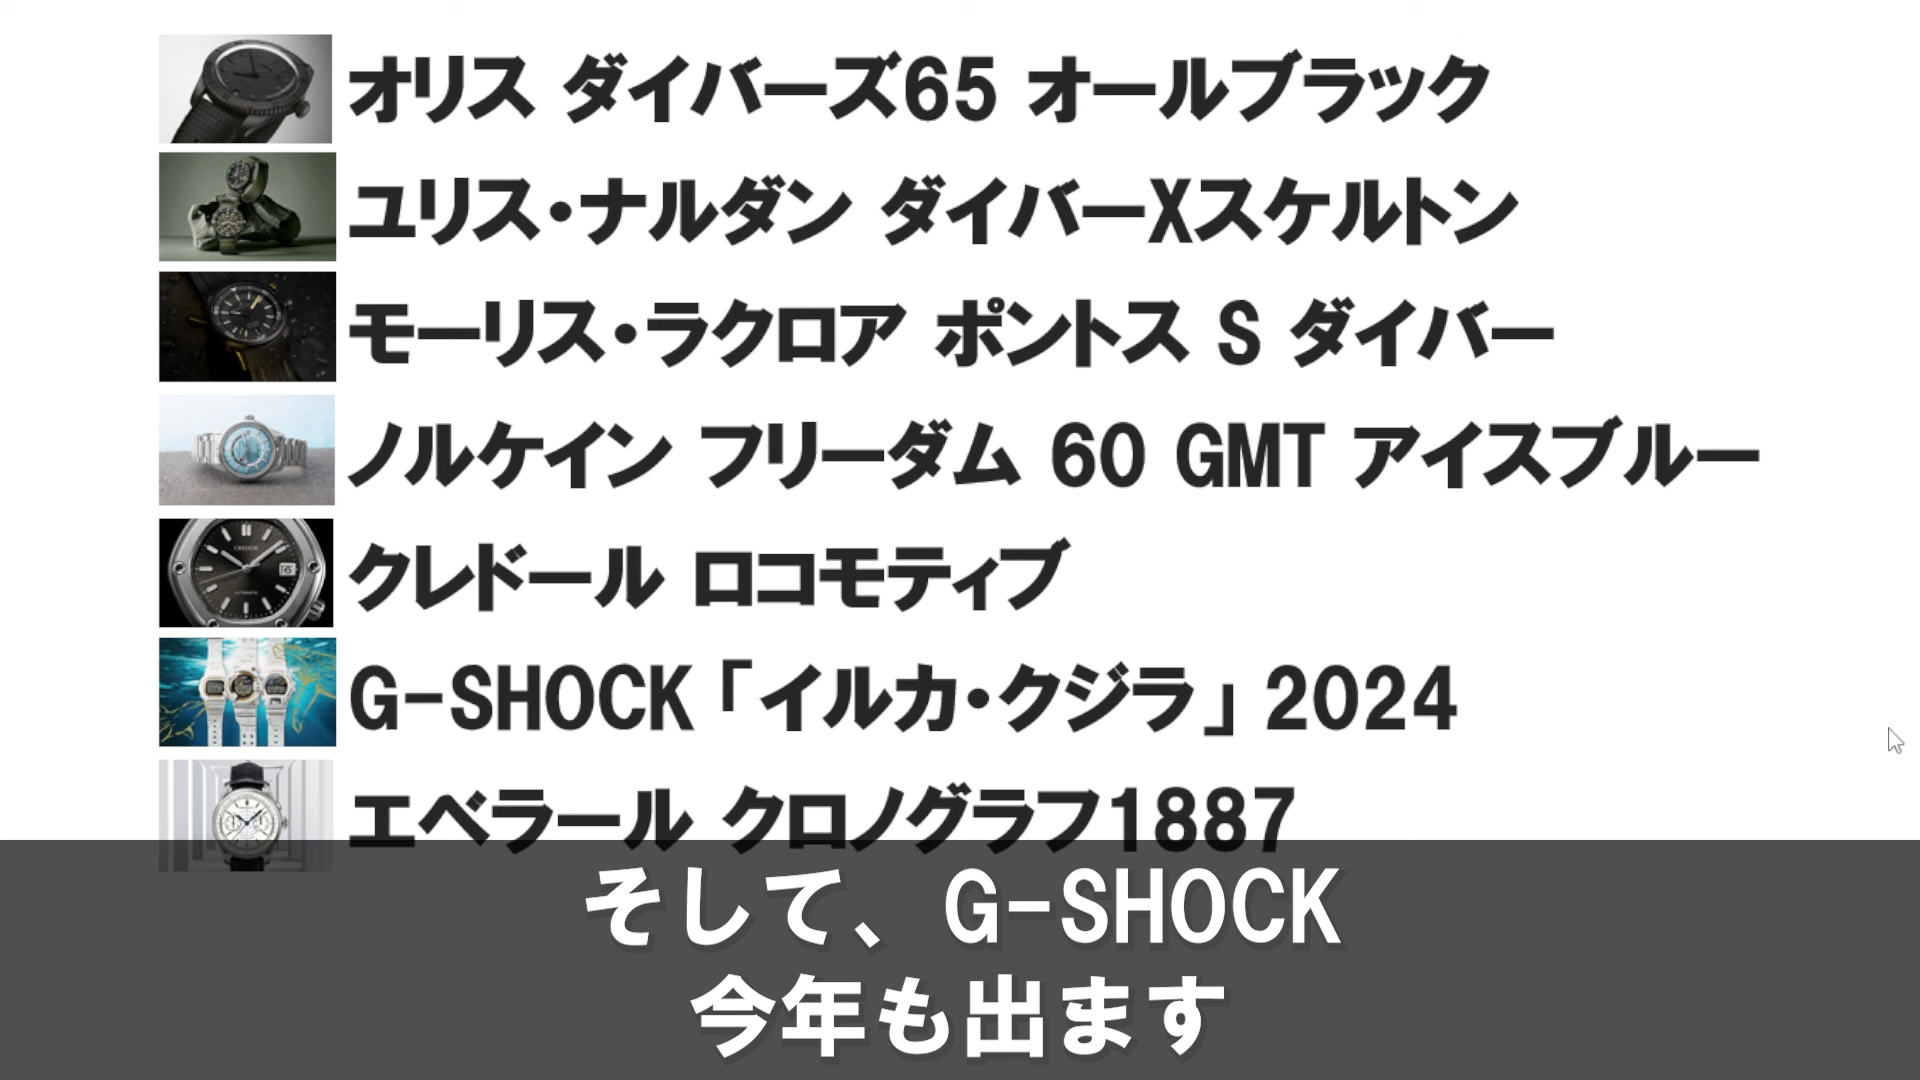 オリス ダイバーズ65 オールブラック
ユリス・ナルダン ダイバーXスケルトン
モーリス・ラクロア ポントス S ダイバー
ノルケイン フリーダム 60 GMT アイスブルー
クレドール ロコモティブ
G-SHOCK「イルカ・クジラ」2024
エベラール クロノグラフ1887
そして、G-SHOCK
今年も出ます